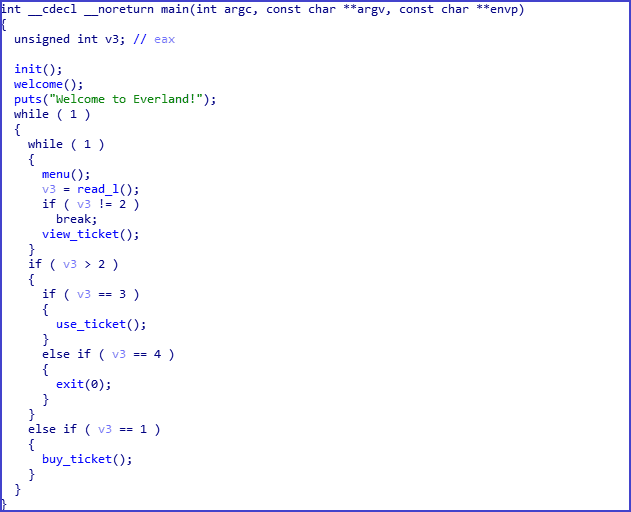 int __cdecl __noreturn main(int argc, const char **argv, const char **envp)
{
  unsigned int v3; // eax

  init();
  welcome();
  puts("Welcome to Everland!");
  while ( 1 )
  {
    while ( 1 )
    {
      menu();
      v3 = read_l();
      if ( v3 != 2 )
        break;
      view_ticket();
    }
    if ( v3 > 2 )
    {
      if ( v3 == 3 )
      {
        use_ticket();
      }
      else if ( v3 == 4 )
      {
        exit(0);
      }
    }
    else if ( v3 == 1 )
    {
      buy_ticket();
    }
  }
}